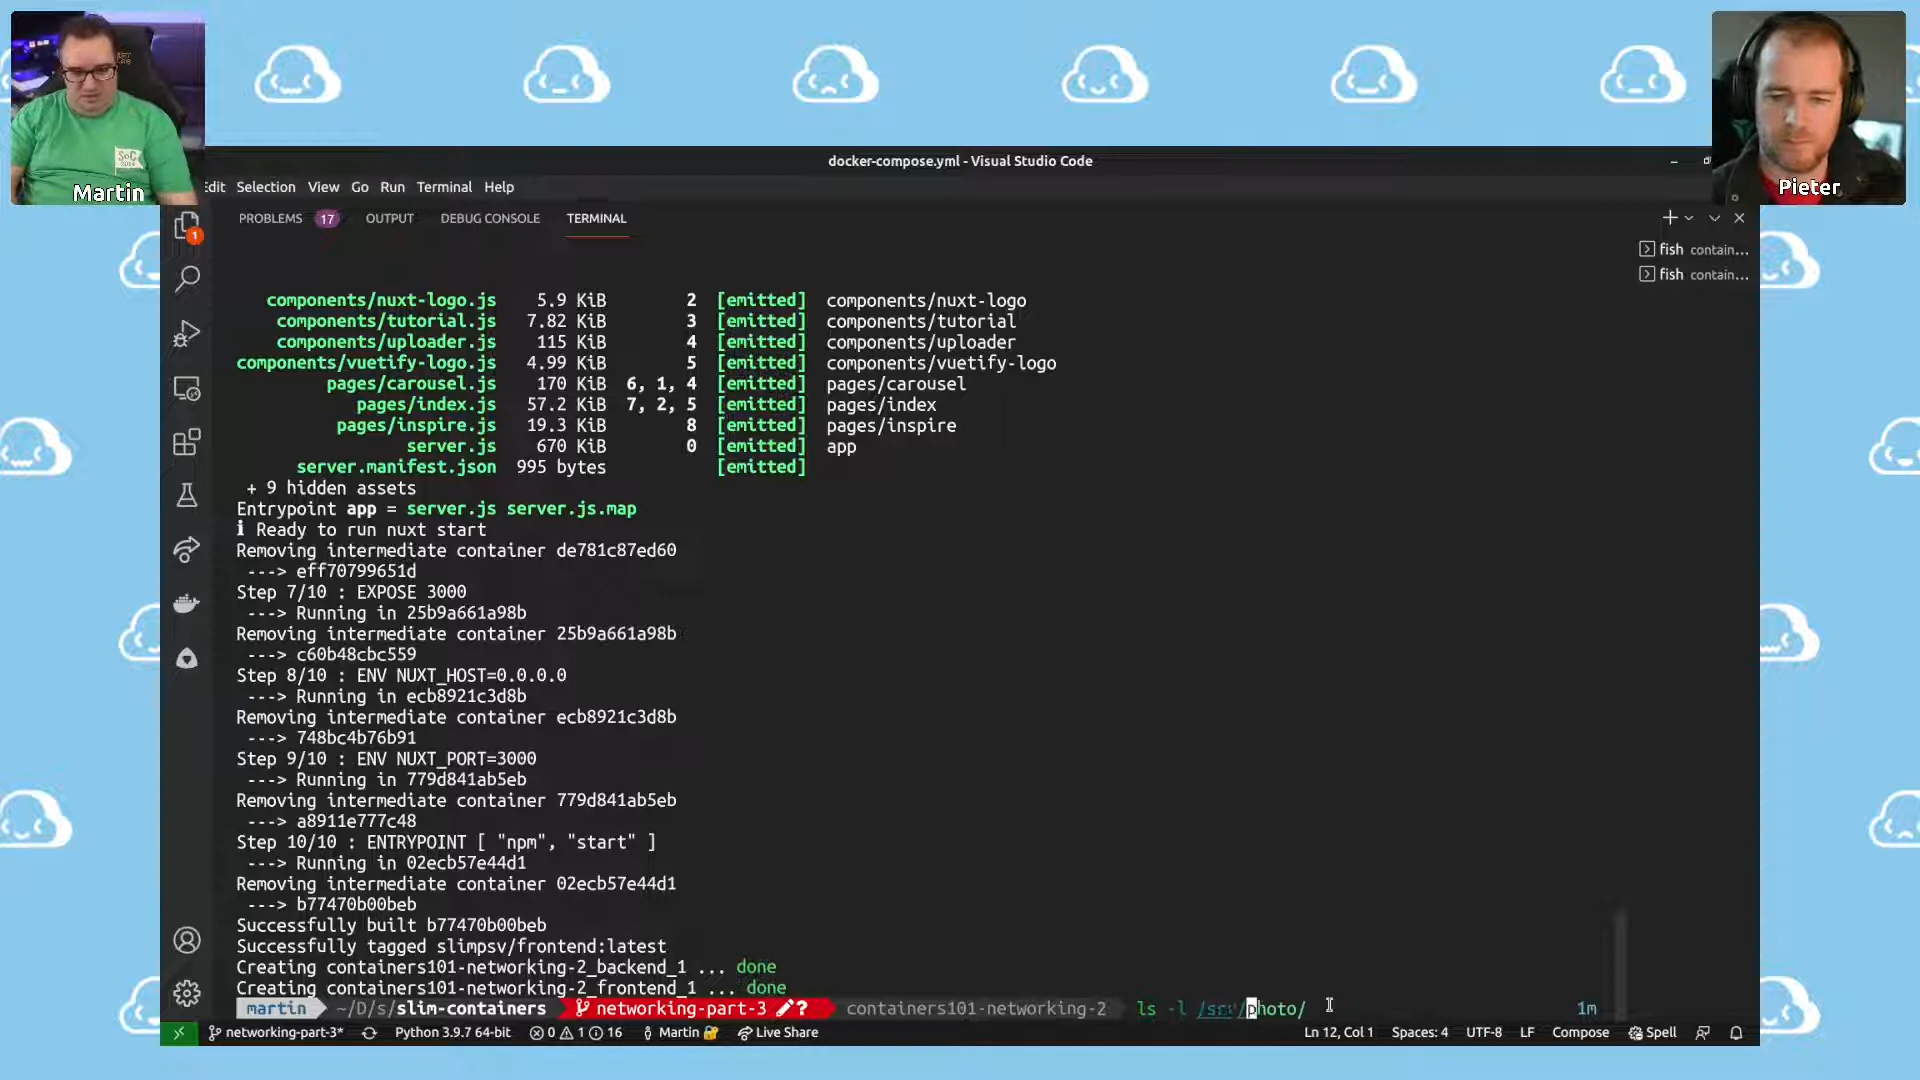 Martin
Pieter
docker-compose.yml - Visual Studio Code
Edit Selection View Go Run Terminal Help
PROBLEMS 17 OUTPUT DEBUG CONSOLE TERMINAL
fish contain...
fish contain...
1
components/nuxt-logo.js 5.9 KiB 2 [emitted] components/nuxt-logo
components/tutorial.js 7.82 KiB 3 [emitted] components/tutorial
components/uploader.js 115 KiB 4 [emitted] components/uploader
components/vuetify-logo.js 4.99 KiB 5 [emitted] components/vuetify-logo
pages/carousel.js 170 KiB 6, 1, 4 [emitted] pages/carousel
pages/index.js 57.2 KiB 7, 2, 5 [emitted] pages/index
pages/inspire.js 19.3 KiB 8 [emitted] pages/inspire
server.js 670 KiB 0 [emitted] app
server.manifest.json 995 bytes [emitted]
+ 9 hidden assets
Entrypoint app = server.js server.js.map
ℹ Ready to run nuxt start
Removing intermediate container de781c87ed60
---> eff70799651d
Step 7/10 : EXPOSE 3000
---> Running in 25b9a661a98b
Removing intermediate container 25b9a661a98b
---> c60b48cbc559
Step 8/10 : ENV NUXT_HOST=0.0.0.0
---> Running in ecb8921c3d8b
Removing intermediate container ecb8921c3d8b
---> 748bc4b76b91
Step 9/10 : ENV NUXT_PORT=3000
---> Running in 779d841ab5eb
Removing intermediate container 779d841ab5eb
---> a8911e777c48
Step 10/10 : ENTRYPOINT [ "npm", "start" ]
---> Running in 02ecb57e44d1
Removing intermediate container 02ecb57e44d1
---> b77470b00beb
Successfully built b77470b00beb
Successfully tagged slimpsv/frontend:latest
Creating containers101-networking-2_backend_1 ... done
Creating containers101-networking-2_frontend_1 ... done
martin ~/D/s/slim-containers networking-part-3 ? containers101-networking-2 ls -l /srv/photo/ 1m
networking-part-3* Python 3.9.7 64-bit 0 1 16 Martin Live Share Ln 12, Col 1 Spaces: 4 UTF-8 LF Compose Spell